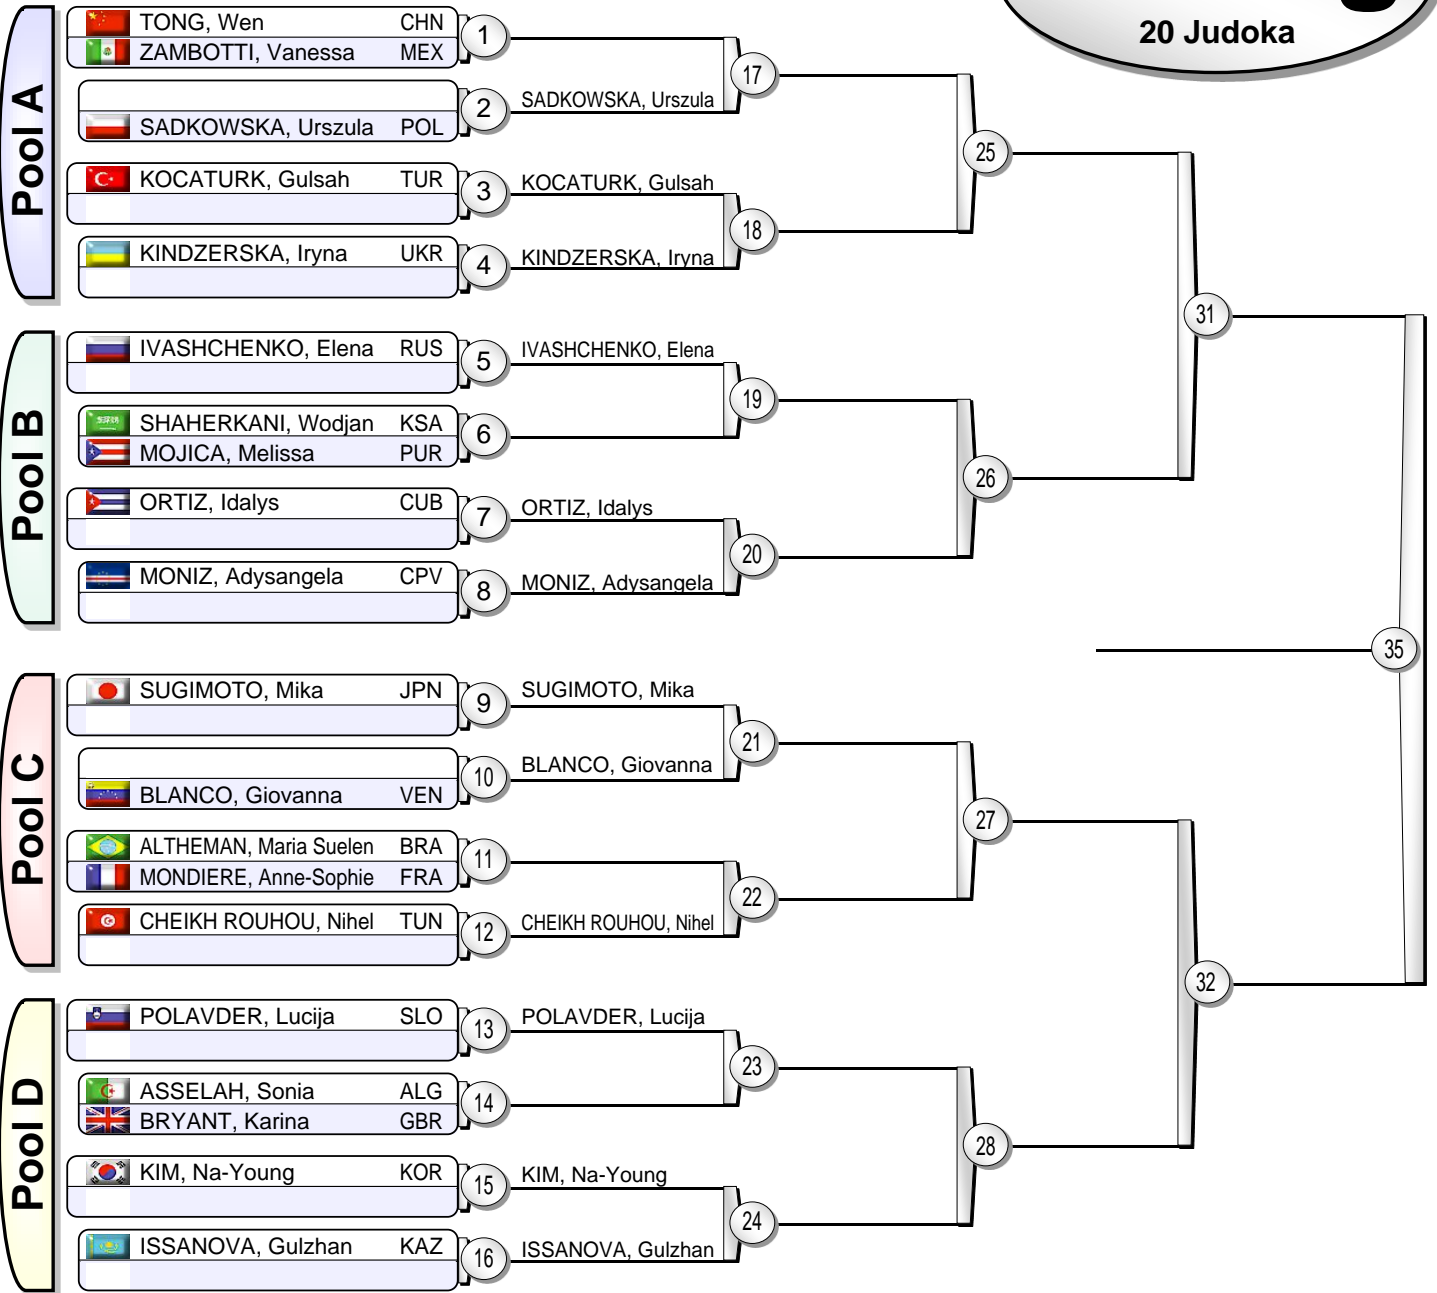 20 Judoka
Pool A
TONG, Wen CHN
ZAMBOTTI, Vanessa MEX
1
SADKOWSKA, Urszula POL
2
SADKOWSKA, Urszula
17
KOCATURK, Gulsah TUR
3
KOCATURK, Gulsah
KINDZERSKA, Iryna UKR
4
KINDZERSKA, Iryna
18
25
Pool B
IVASHCHENKO, Elena RUS
5
IVASHCHENKO, Elena
SHAHERKANI, Wodjan KSA
MOJICA, Melissa PUR
6
19
ORTIZ, Idalys CUB
7
ORTIZ, Idalys
MONIZ, Adysangela CPV
8
MONIZ, Adysangela
20
26
31
35
Pool C
SUGIMOTO, Mika JPN
9
SUGIMOTO, Mika
BLANCO, Giovanna VEN
10
BLANCO, Giovanna
21
ALTHEMAN, Maria Suelen BRA
MONDIERE, Anne-Sophie FRA
11
CHEIKH ROUHOU, Nihel TUN
12
CHEIKH ROUHOU, Nihel
22
27
Pool D
POLAVDER, Lucija SLO
13
POLAVDER, Lucija
ASSELAH, Sonia ALG
BRYANT, Karina GBR
14
23
KIM, Na-Young KOR
15
KIM, Na-Young
ISSANOVA, Gulzhan KAZ
16
ISSANOVA, Gulzhan
24
28
32